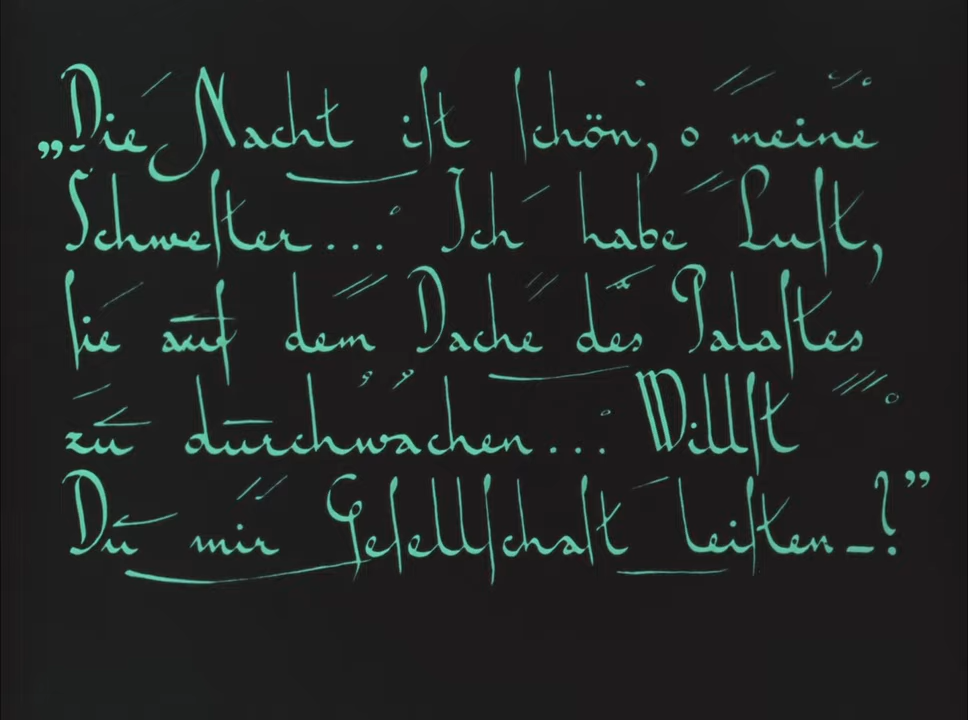 „Die Nacht iſt ſchön, o meine
Schweſter... Ich habe Luſt,
ſie auf dem Dache des Palaſtes
zu durchwachen... Willſt
Du mir Geſellſchaft leiſten—?”